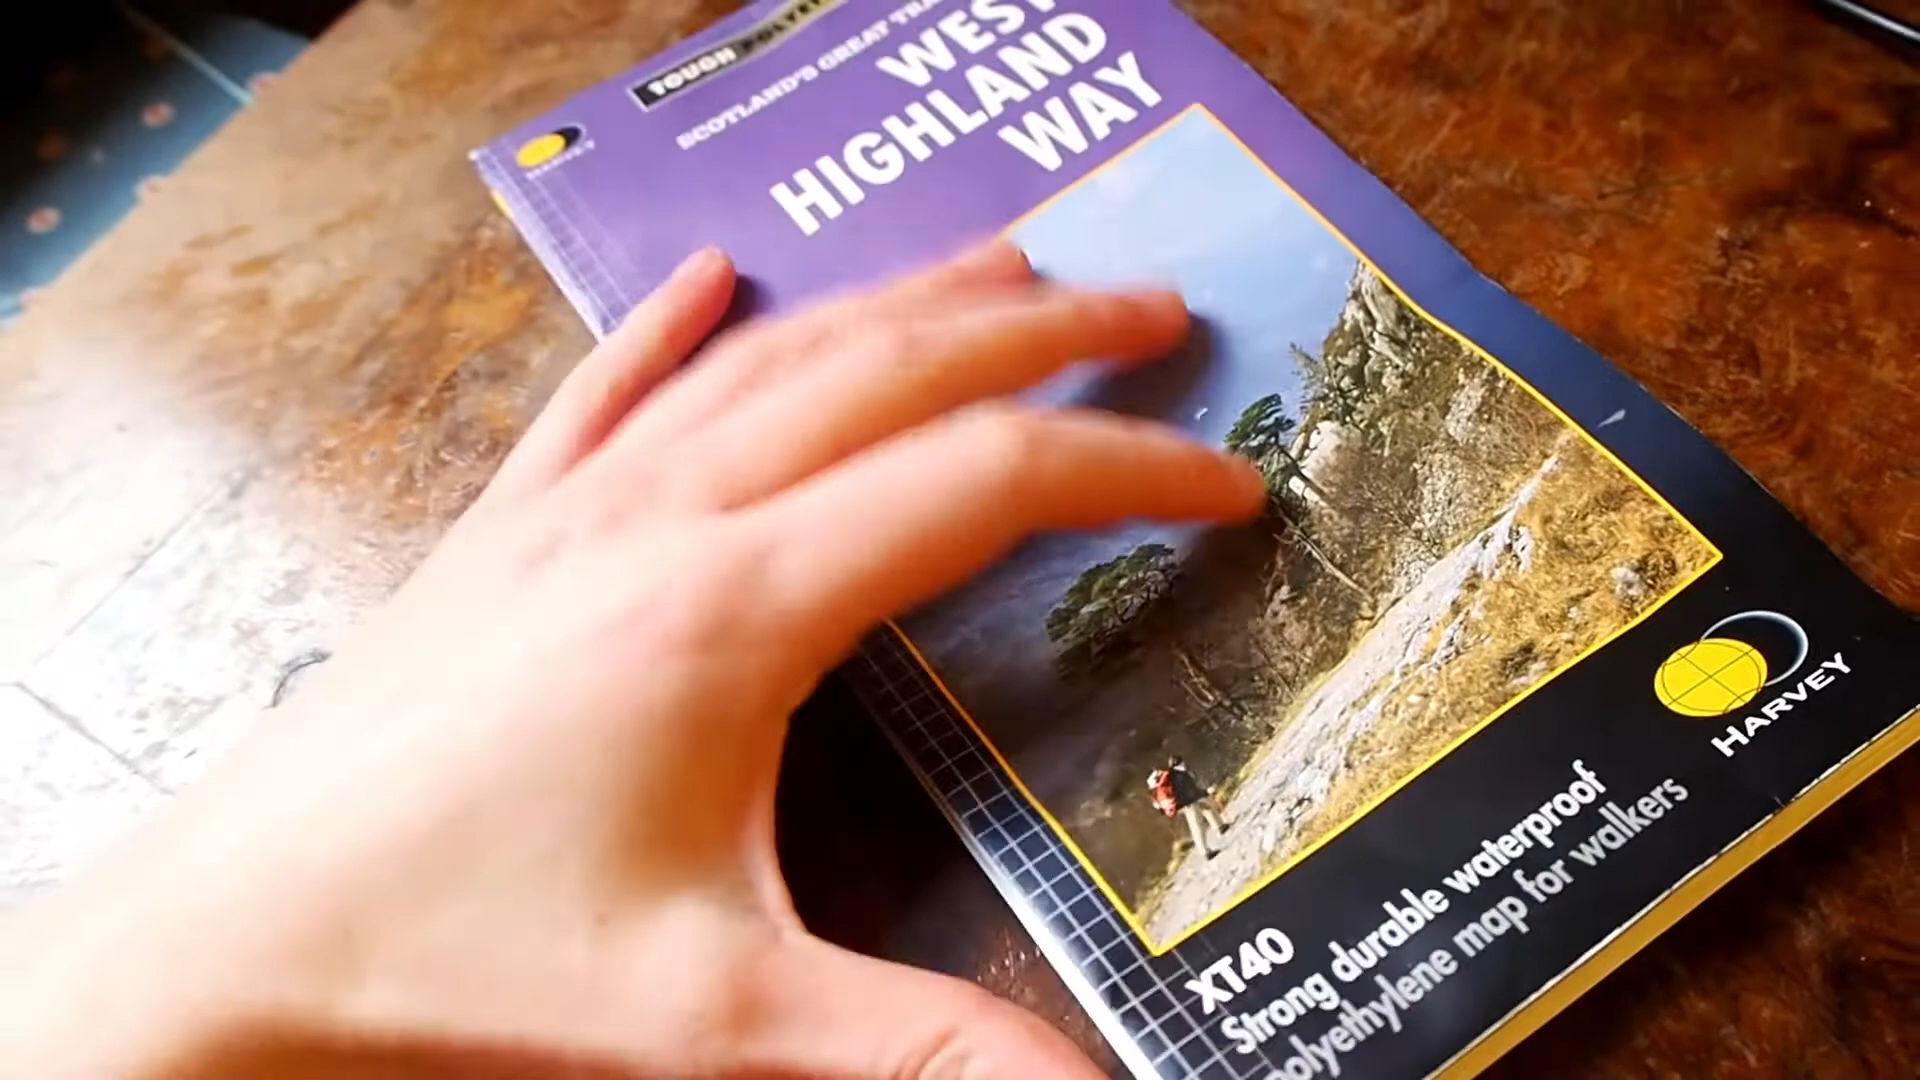 TOUGH
SCOTLAND'S GREAT
WEST
HIGHLAND
WAY
HARVEY
HARVEY
XT40
Strong durable waterproof
polyethylene map for walkers